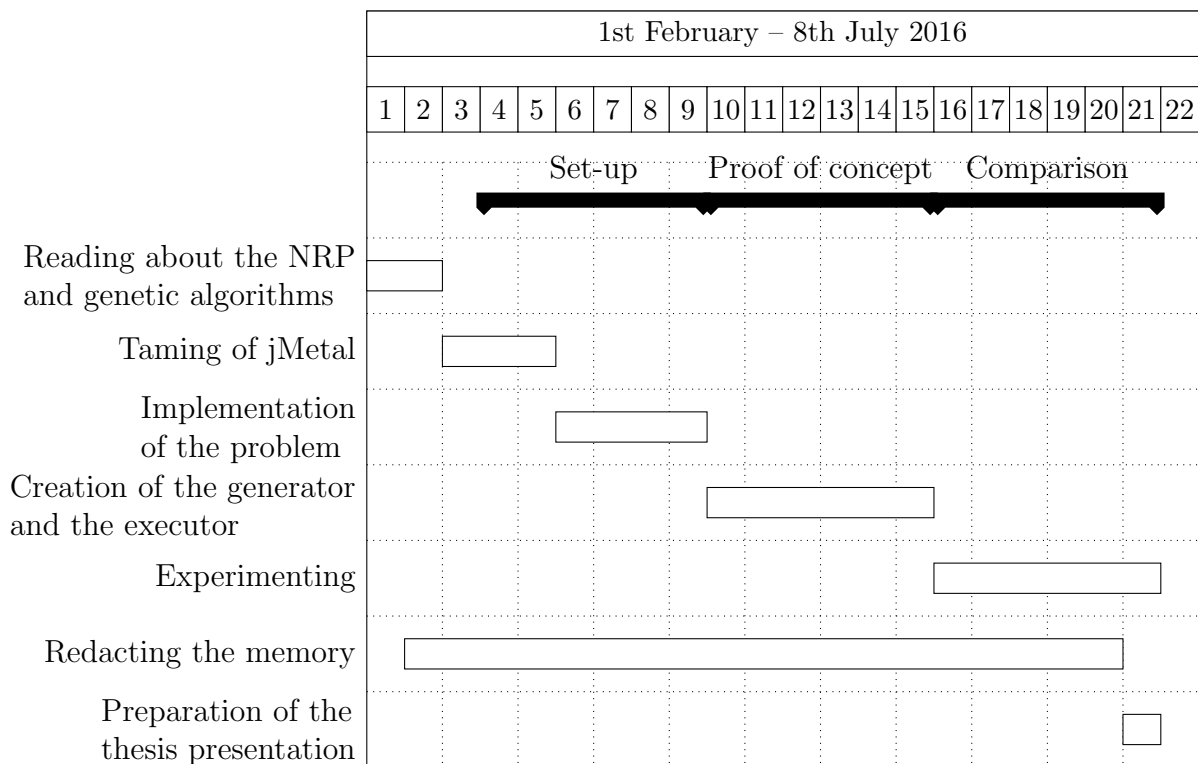 1st February – 8th July 2016
1 2 3 4 5 6 7 8 9 10 11 12 13 14 15 16 17 18 19 20 21 22
Set-up Proof of concept Comparison
Reading about the NRP
and genetic algorithms
Taming of jMetal
Implementation
of the problem
Creation of the generator
and the executor
Experimenting
Redacting the memory
Preparation of the
thesis presentation